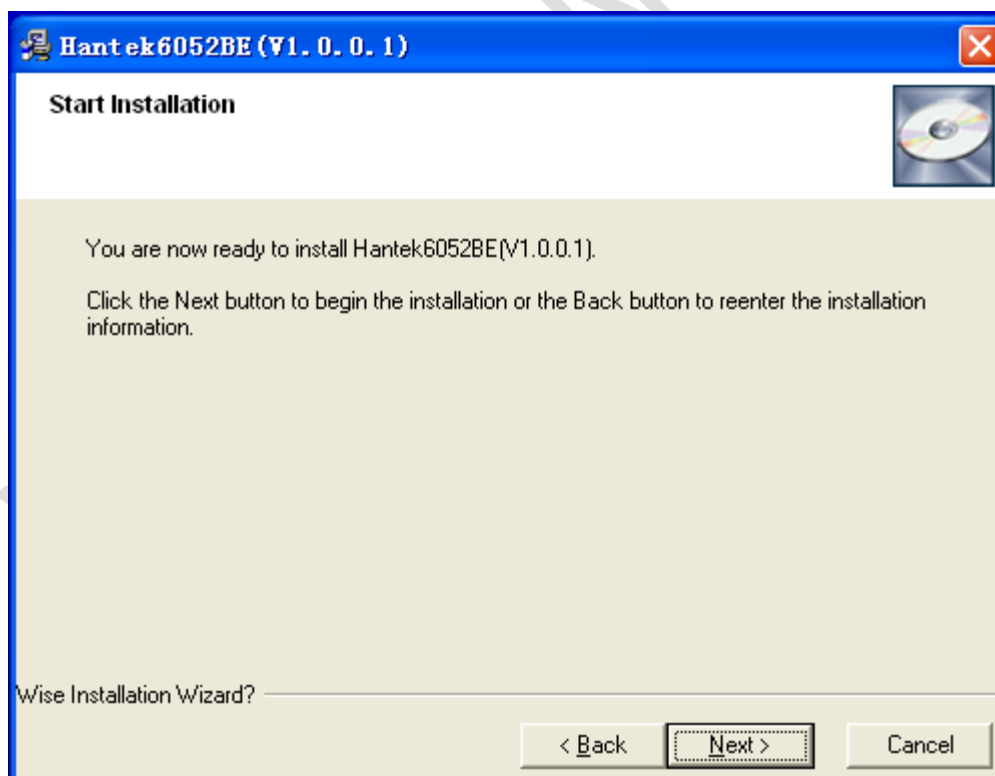 Hantek6052BE(V1.0.0.1)
Start Installation
You are now ready to install Hantek6052BE(V1.0.0.1).
Click the Next button to begin the installation or the Back button to reenter the installation
information.
Wise Installation Wizard?
< Back Next > Cancel